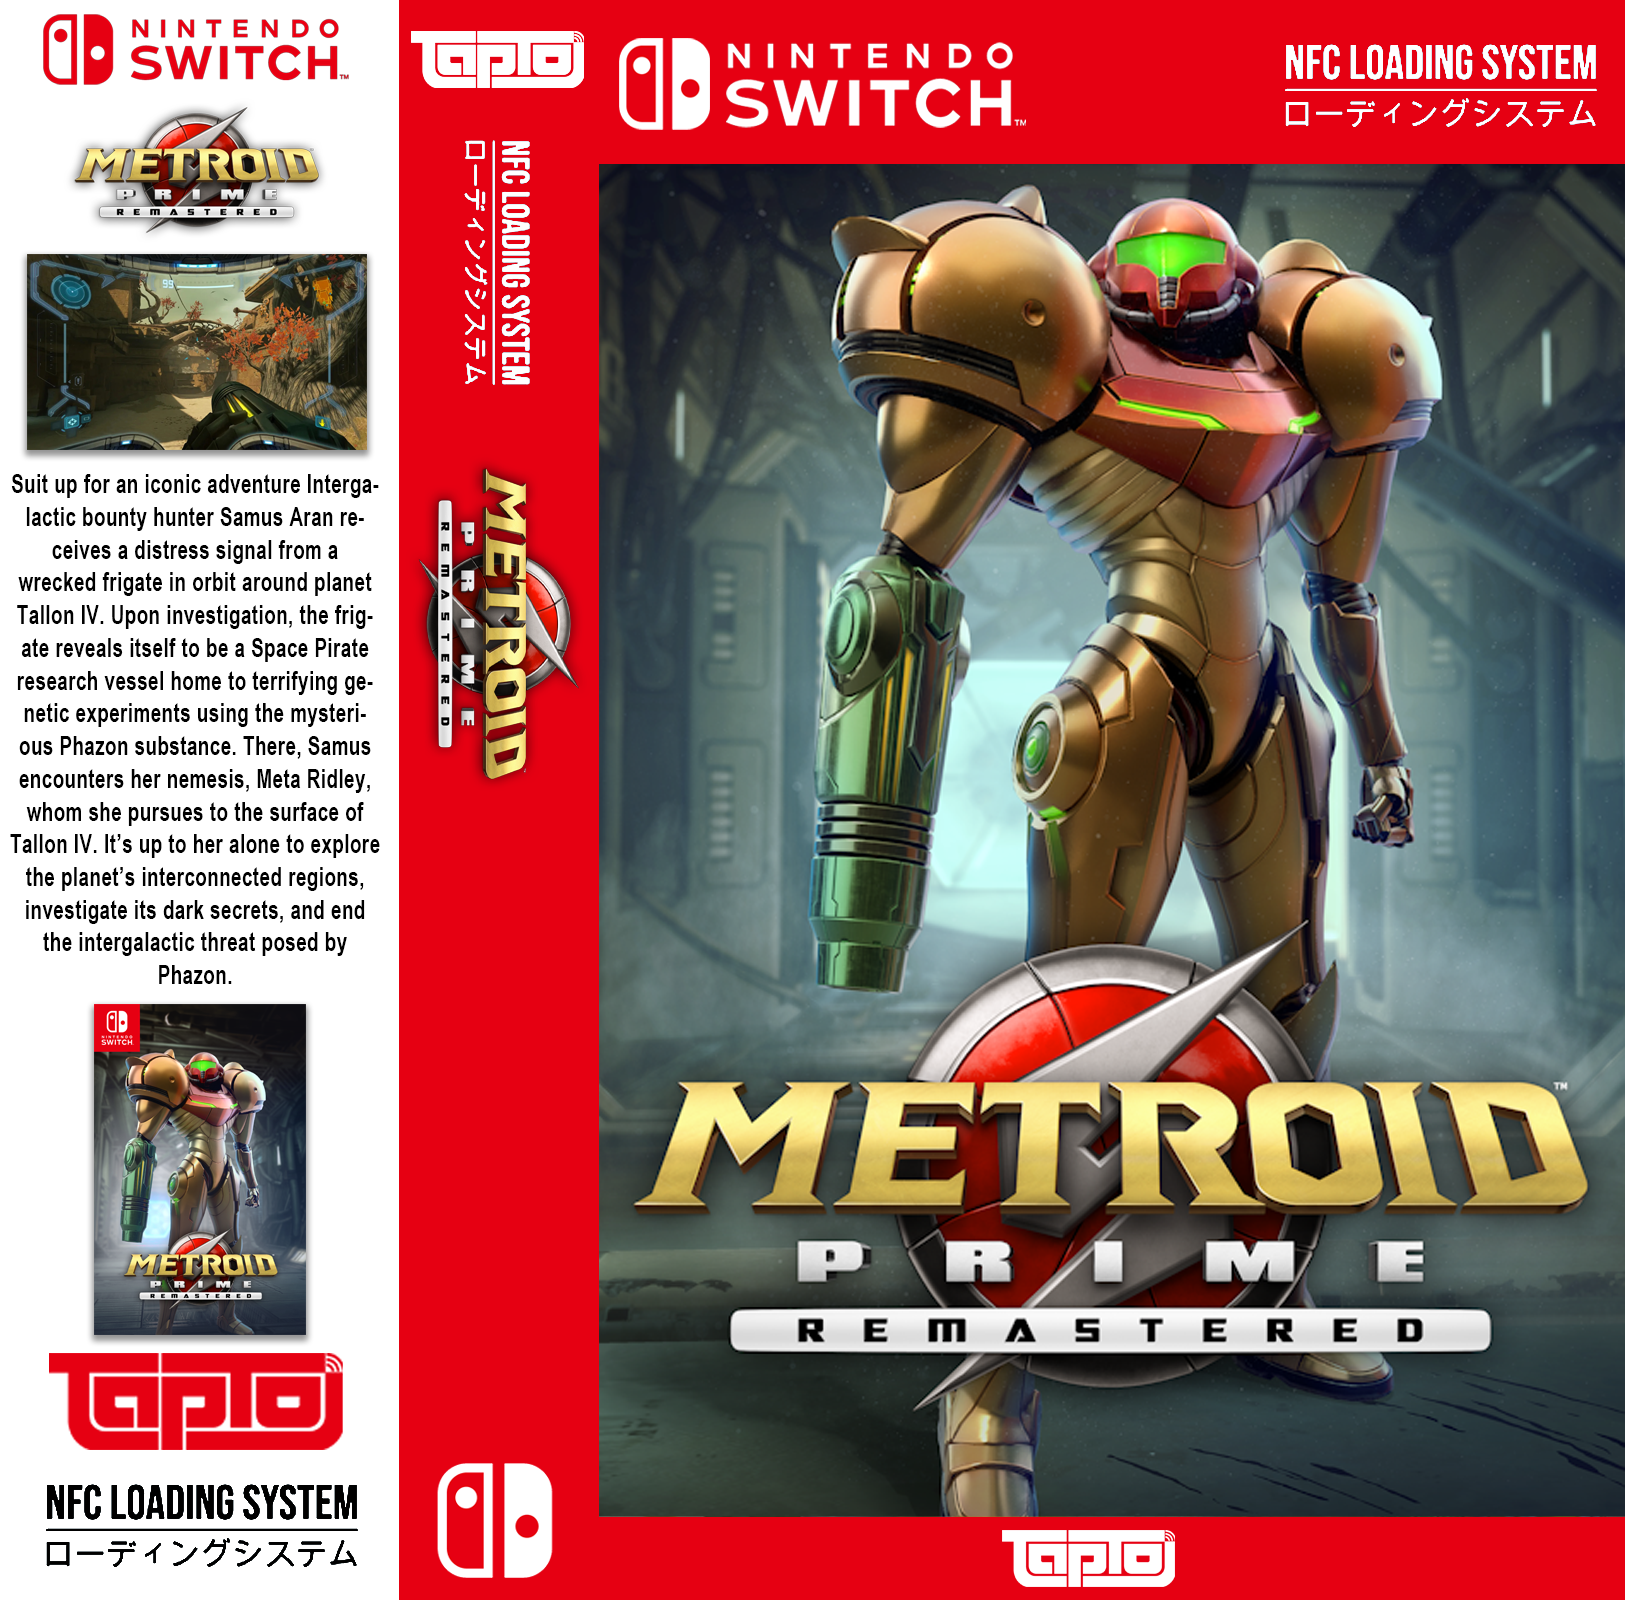 NINTENDO
SWITCH™
METROID
PRIME
REMASTERED
99
Suit up for an iconic adventure Interga-
lactic bounty hunter Samus Aran re-
ceives a distress signal from a
wrecked frigate in orbit around planet
Tallon IV. Upon investigation, the frig-
ate reveals itself to be a Space Pirate
research vessel home to terrifying ge-
netic experiments using the mysteri-
ous Phazon substance. There, Samus
encounters her nemesis, Meta Ridley,
whom she pursues to the surface of
Tallon IV. It’s up to her alone to explore
the planet’s interconnected regions,
investigate its dark secrets, and end
the intergalactic threat posed by
Phazon.
NINTENDO
SWITCH
METROID
PRIME
REMASTERED
TapTo
NFC LOADING SYSTEM
ローディングシステム
TapTo
NFC LOADING SYSTEM
ローディングシステム
METROID
PRIME
REMASTERED
NINTENDO
SWITCH™
NFC LOADING SYSTEM
ローディングシステム
METROID™
PRIME
REMASTERED
TapTo